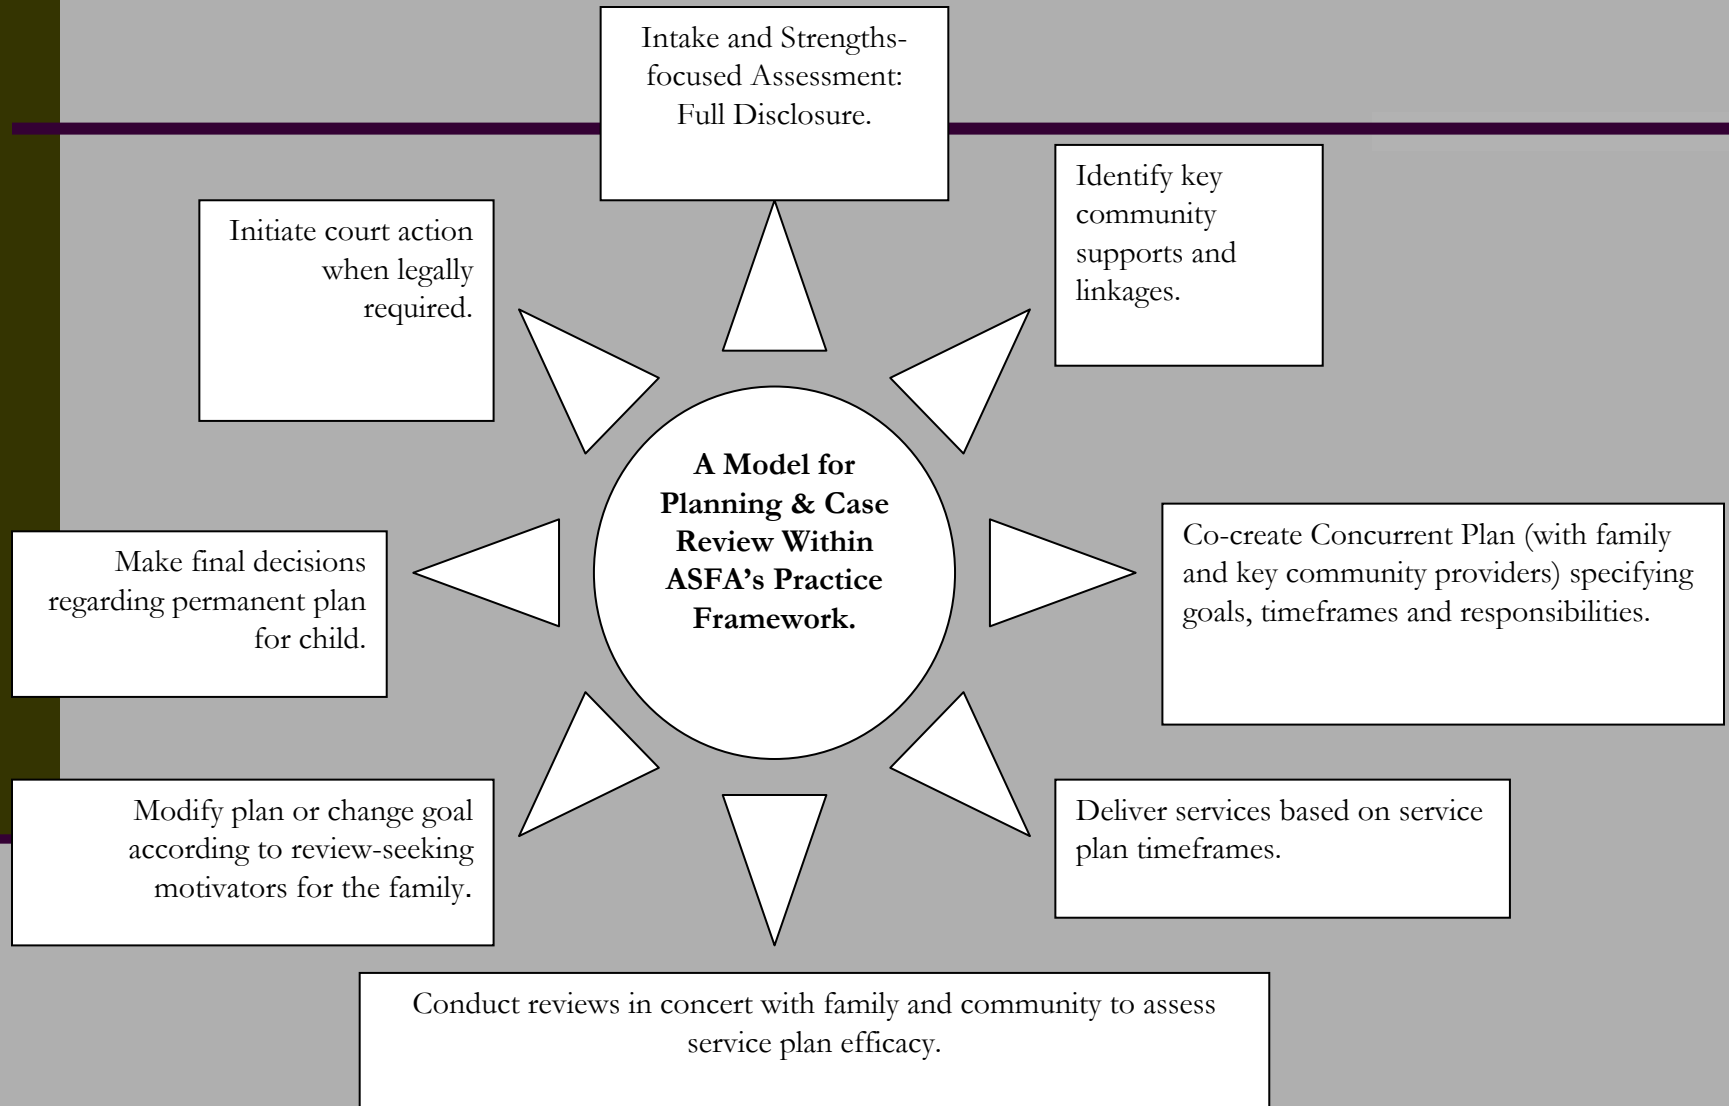 Intake and Strengths-
focused Assessment:
Full Disclosure.
Identify key
community
supports and
linkages.
Initiate court action
when legally
required.
A Model for
Planning & Case
Review Within
ASFA’s Practice
Framework.
Co-create Concurrent Plan (with family
and key community providers) specifying
goals, timeframes and responsibilities.
Make final decisions
regarding permanent plan
for child.
Deliver services based on service
plan timeframes.
Modify plan or change goal
according to review-seeking
motivators for the family.
Conduct reviews in concert with family and community to assess
service plan efficacy.